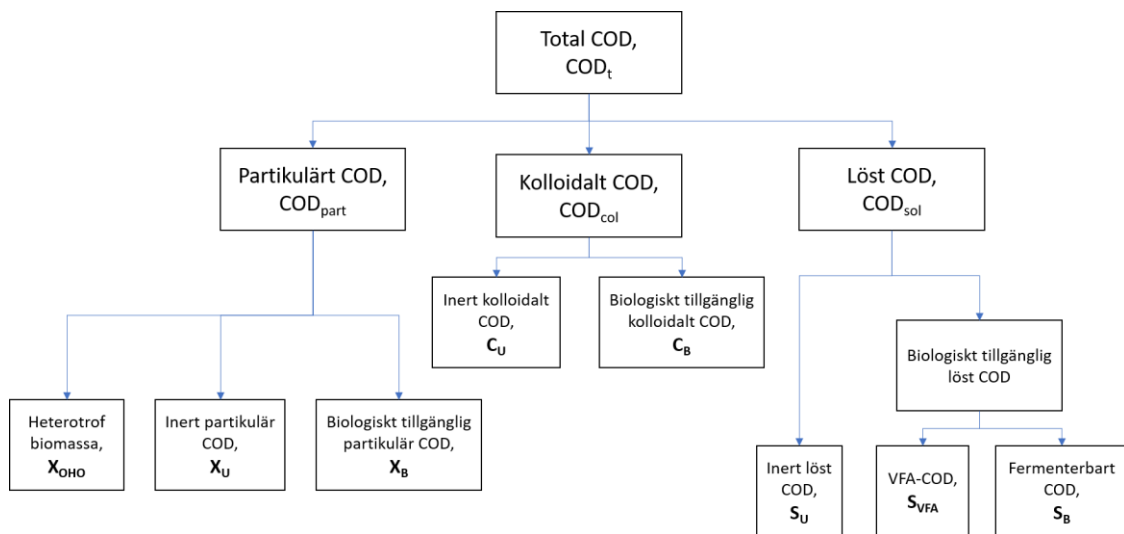 Total COD,
CODt
Partikulärt COD,
CODpart
Kolloidalt COD,
CODcol
Löst COD,
CODsol
Inert kolloidalt
COD,
CU
Biologiskt tillgänglig
kolloidalt COD,
CB
Biologiskt tillgänglig
löst COD
Heterotrof
biomassa,
XOHO
Inert partikulär
COD,
XU
Biologiskt tillgänglig
partikulär COD,
XB
Inert löst
COD,
SU
VFA-COD,
SVFA
Fermenterbart
COD,
SB